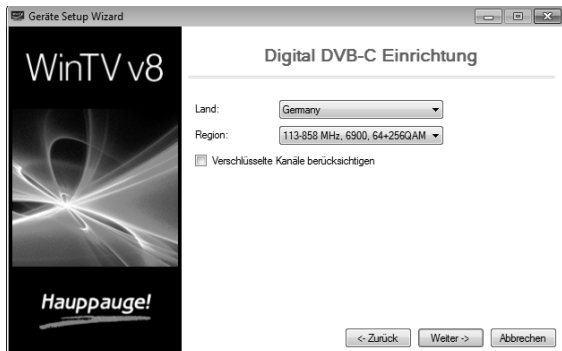 Geräte Setup Wizard
WinTV v8
Digital DVB-C Einrichtung
Land: Germany
Region: 113-858 MHz, 6900, 64+256QAM
Verschlüsselte Kanäle berücksichtigen
Hauppauge!
<- Zurück Weiter -> Abbrechen